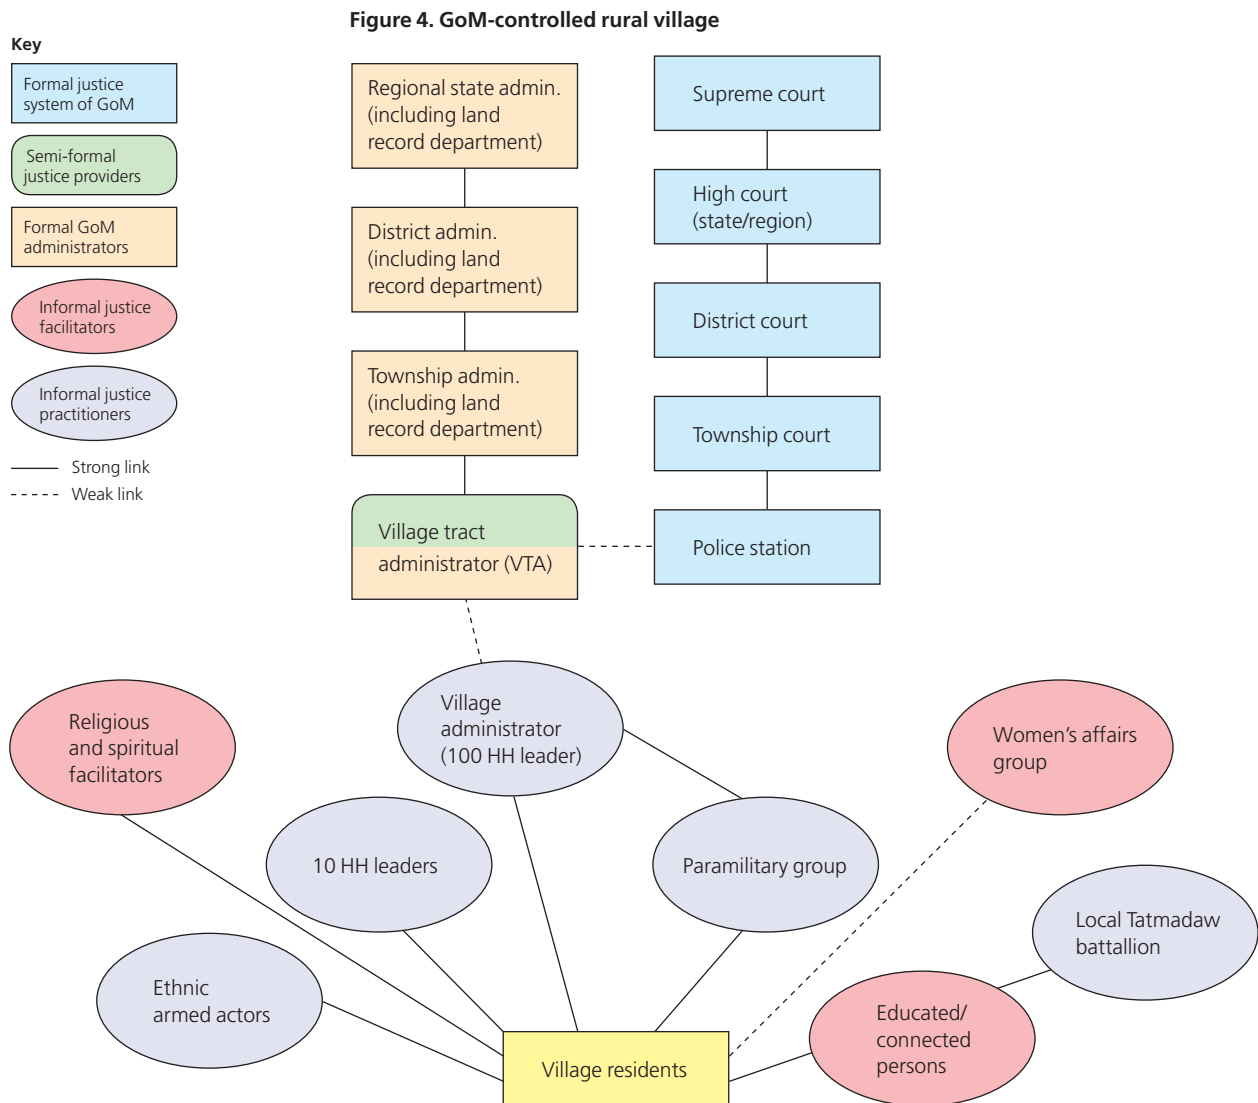 Figure 4. GoM-controlled rural village
Key
Formal justice
system of GoM
Semi-formal
justice providers
Formal GoM
administrators
Informal justice
facilitators
Informal justice
practitioners
Strong link
Weak link
Regional state admin.
(including land
record department)
District admin.
(including land
record department)
Township admin.
(including land
record department)
Village tract
administrator (VTA)
Supreme court
High court
(state/region)
District court
Township court
Police station
Religious
and spiritual
facilitators
Village
administrator
(100 HH leader)
Women's affairs
group
10 HH leaders
Paramilitary group
Local Tatmadaw
battallion
Ethnic
armed actors
Educated/
connected
persons
Village residents